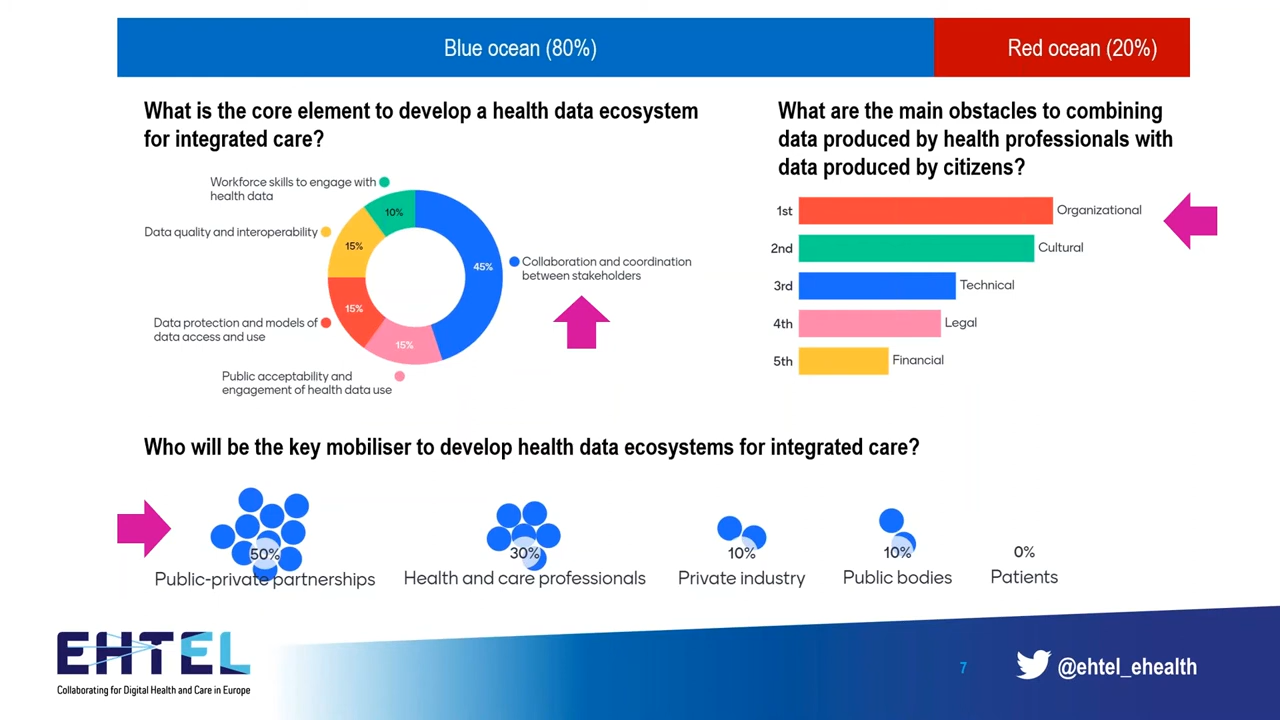 Blue ocean (80%)
Red ocean (20%)
What is the core element to develop a health data ecosystem
for integrated care?
Workforce skills to engage with
health data
10%
Data quality and interoperability
15%
45%
Collaboration and coordination
between stakeholders
15%
Data protection and models of
data access and use
15%
Public acceptability and
engagement of health data use
What are the main obstacles to combining
data produced by health professionals with
data produced by citizens?
1st
Organizational
2nd
Cultural
3rd
Technical
4th
Legal
5th
Financial
Who will be the key mobiliser to develop health data ecosystems for integrated care?
50%
Public-private partnerships
30%
Health and care professionals
10%
Private industry
10%
Public bodies
0%
Patients
EHTEL
Collaborating for Digital Health and Care in Europe
7
@ehtel_ehealth